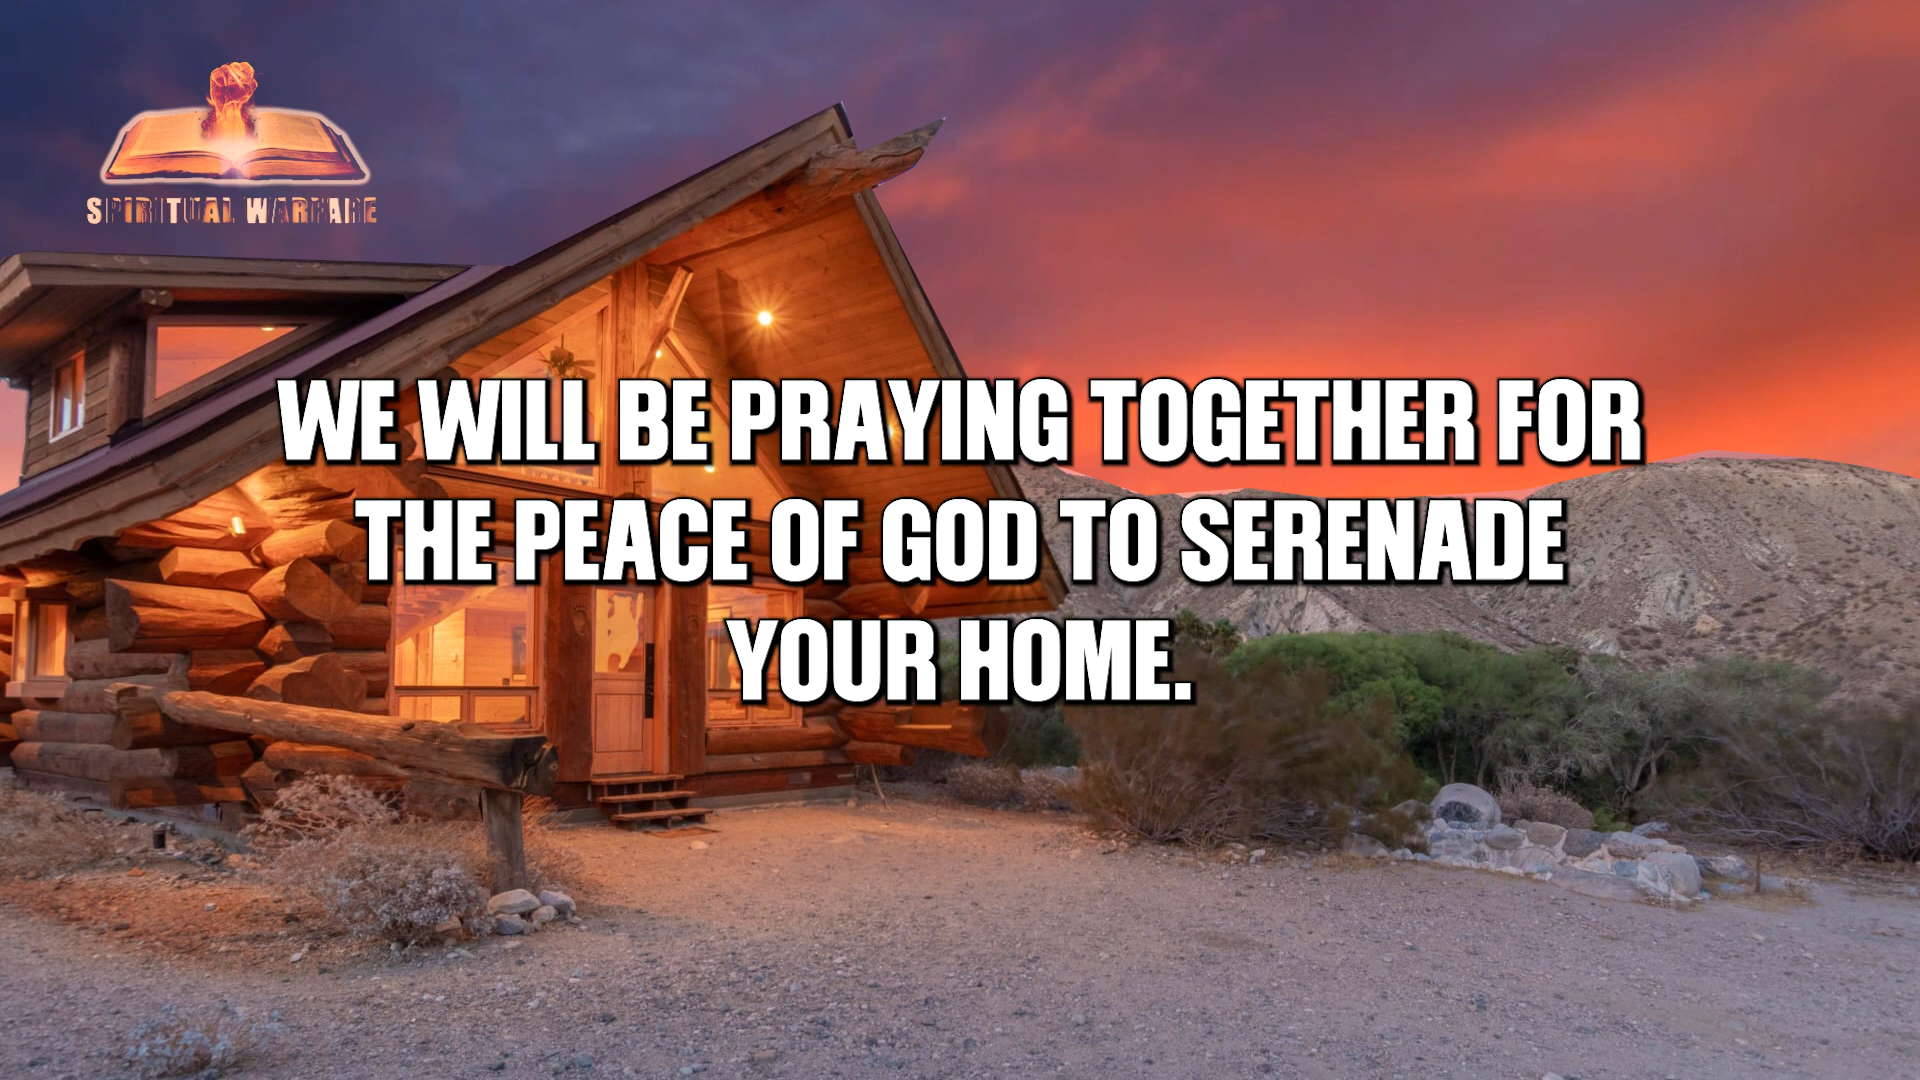 SPIRITUAL WARFARE
WE WILL BE PRAYING TOGETHER FOR
THE PEACE OF GOD TO SERENADE
YOUR HOME.